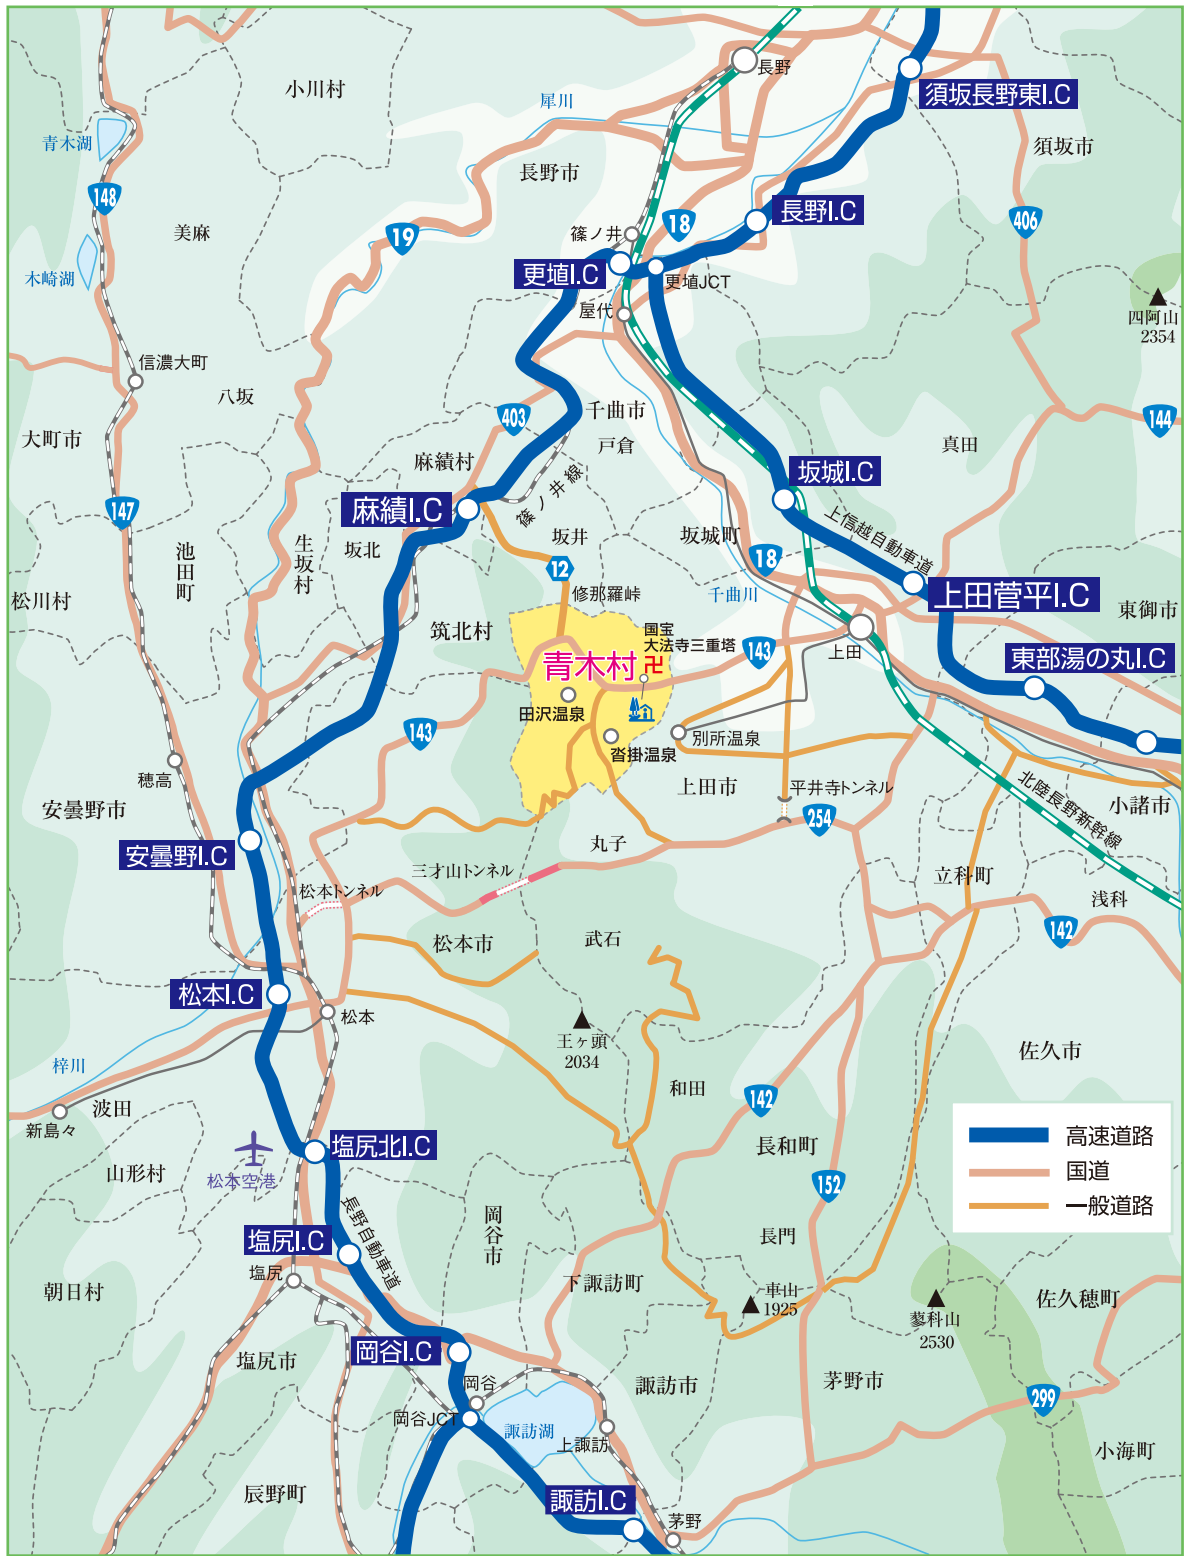 長野
須坂長野東I.C
小川村
犀川
青木湖
須坂市
長野市
148
長野I.C
406
18
19
美麻
篠ノ井
更埴I.C
木崎湖
更埴JCT
屋代
四阿山
2354
信濃大町
八坂
千曲市
403
144
大町市
戸倉
真田
麻績村
坂城I.C
篠ノ井線
麻績I.C
147
坂井
坂城町
上信越自動車道
生坂村
坂北
池田町
18
12
修那羅峠
千曲川
上田菅平I.C
松川村
東御市
筑北村
国宝
大法寺三重塔
143
上田
東部湯の丸I.C
青木村
卍
田沢温泉
143
別所温泉
沓掛温泉
穂高
上田市
平井寺トンネル
北陸長野新幹線
安曇野市
小諸市
254
丸子
安曇野I.C
三才山トンネル
松本トンネル
立科町
浅科
142
松本市
武石
松本I.C
松本
王ヶ頭
2034
佐久市
梓川
和田
142
波田
新島々
高速道路
塩尻北I.C
長和町
国道
山形村
松本空港
152
一般道路
岡谷市
長野自動車道
塩尻I.C
長門
塩尻
下諏訪町
朝日村
車山
1925
佐久穂町
蓼科山
2530
岡谷I.C
塩尻市
茅野市
諏訪市
岡谷
299
岡谷JCT
諏訪湖
上諏訪
小海町
辰野町
諏訪I.C
茅野